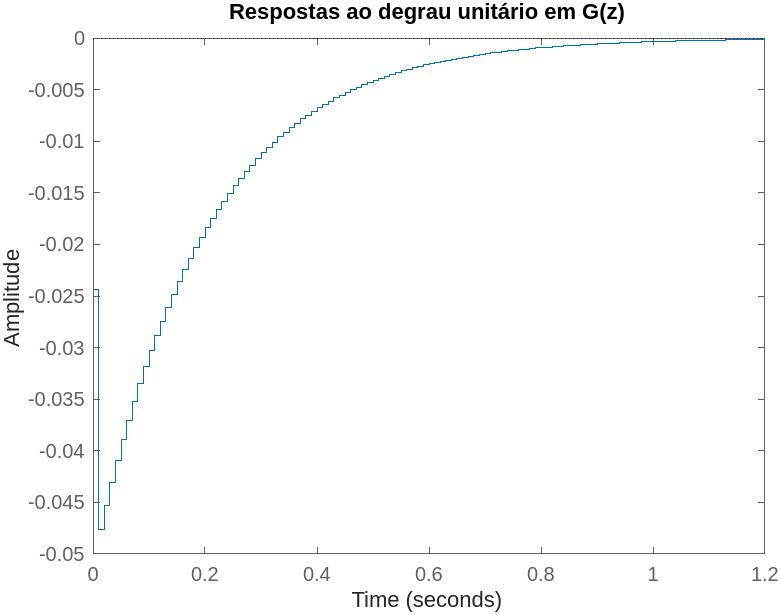 Respostas ao degrau unitário em G(z)
0
-0.005
-0.01
-0.015
-0.02
-0.025
-0.03
-0.035
-0.04
-0.045
-0.05
Amplitude
0 0.2 0.4 0.6 0.8 1 1.2
Time (seconds)